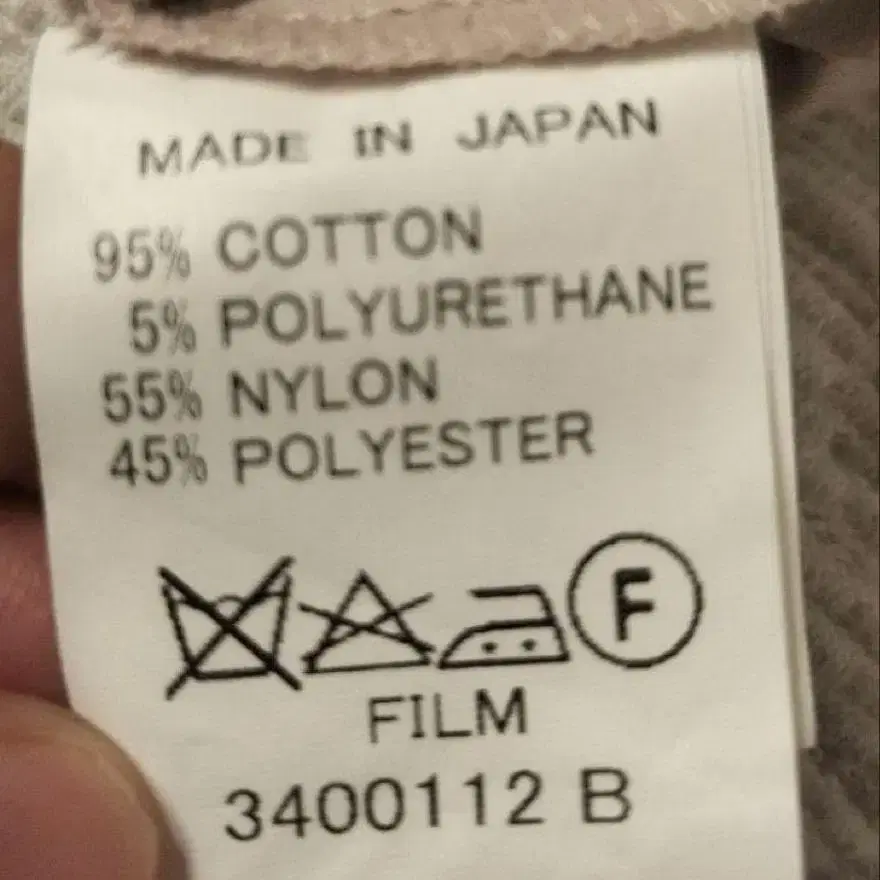 MADE IN JAPAN
95% COTTON
5% POLYURETHANE
55% NYLON
45% POLYESTER
F
FILM
3400112 B